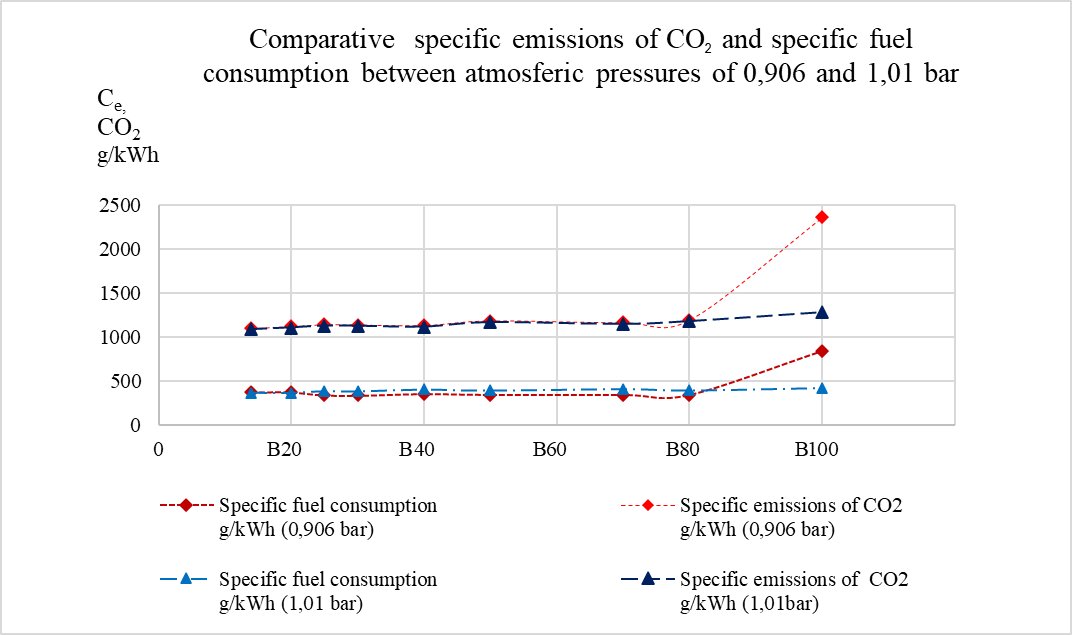 Comparative specific emissions of CO₂ and specific fuel
consumption between atmosferic pressures of 0,906 and 1,01 bar
Cₑ,
CO₂
g/kWh
2500
2000
1500
1000
500
0
0 B20 B40 B60 B80 B100
Specific fuel consumption
g/kWh (0,906 bar)
Specific emissions of CO2
g/kWh (0,906 bar)
Specific fuel consumption
g/kWh (1,01 bar)
Specific emissions of CO2
g/kWh (1,01bar)